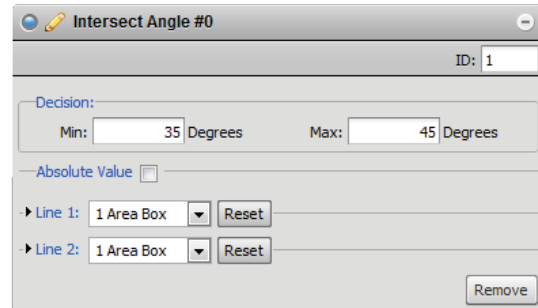 Intersect Angle #0
ID: 1
Decision:
Min: 35 Degrees Max: 45 Degrees
Absolute Value
Line 1: 1 Area Box Reset
Line 2: 1 Area Box Reset
Remove